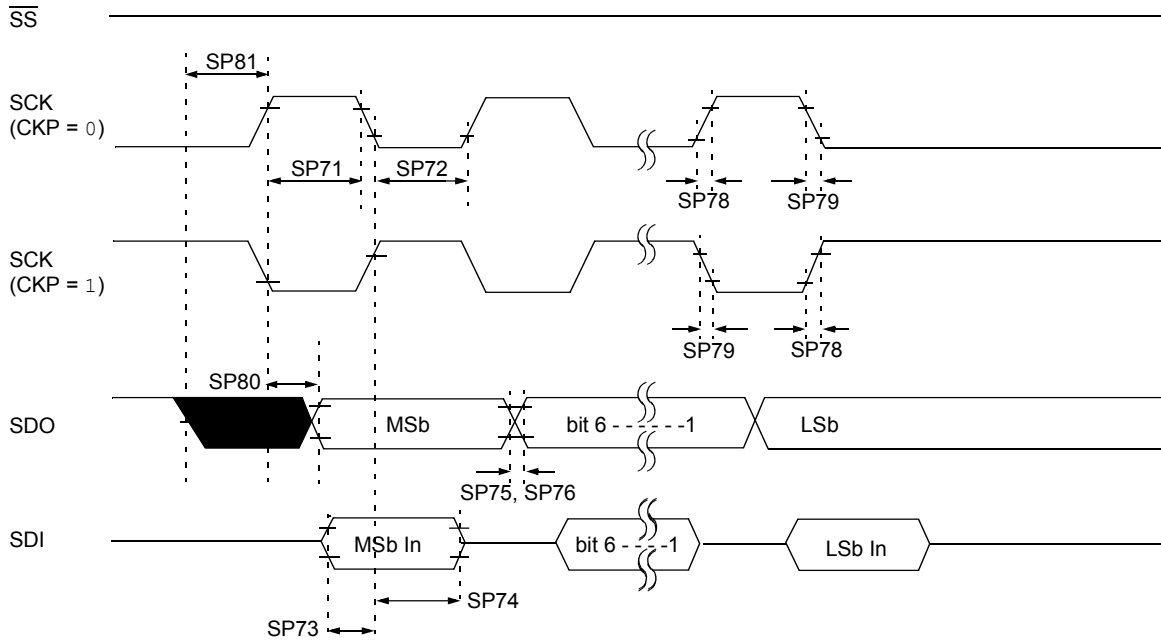 SS
SP81
SCK
(CKP = 0)
SP71
SP72
SP78
SP79
SCK
(CKP = 1)
SP79
SP78
SP80
SDO
MSb
bit 6 - - - - - -1
LSb
SP75, SP76
SDI
MSb In
bit 6 - - - - -1
LSb In
SP74
SP73